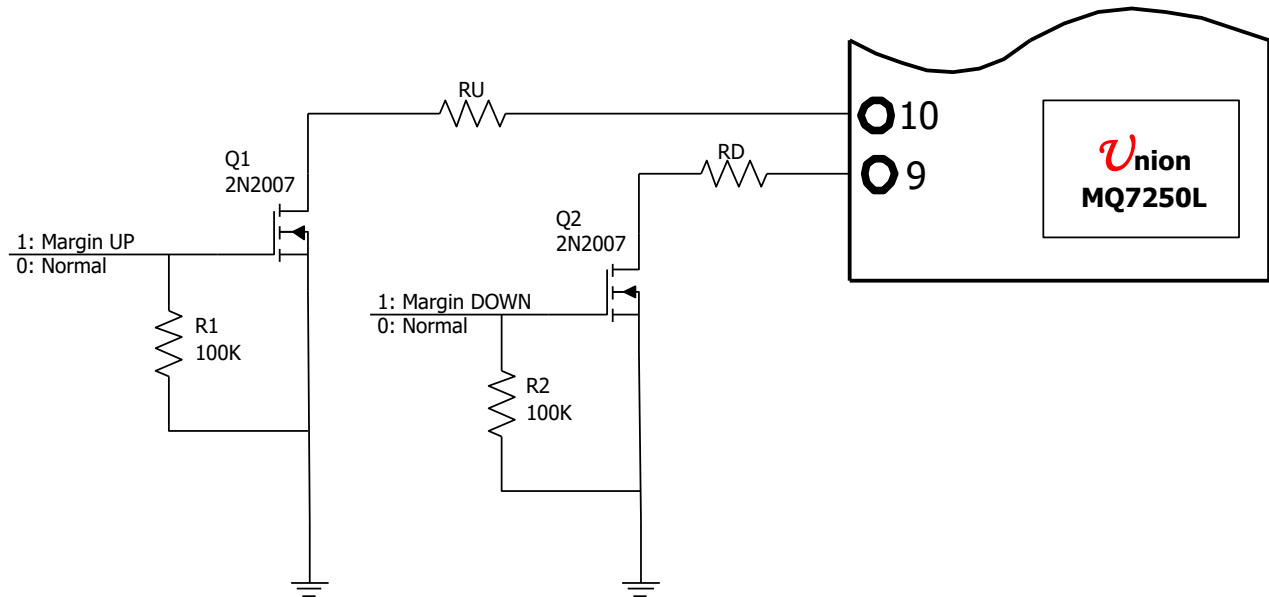 RU
10
RD
Union
MQ7250L
9
Q1
2N2007
1: Margin UP
0: Normal
Q2
2N2007
1: Margin DOWN
0: Normal
R1
100K
R2
100K